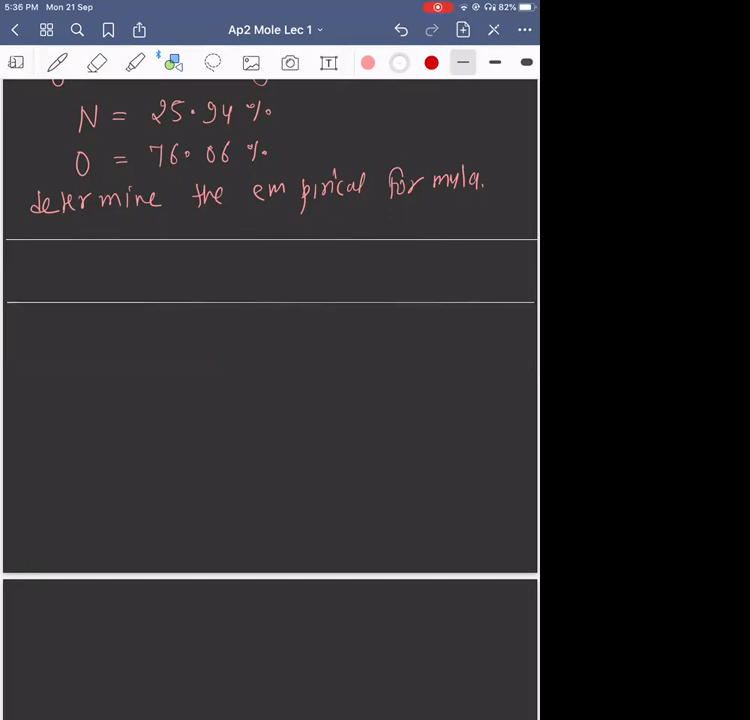 5:36 PM Mon 21 Sep
82%
Ap2 Mole Lec 1
T
N = 25.94 %
O = 76.06 %
determine the empirical formula.